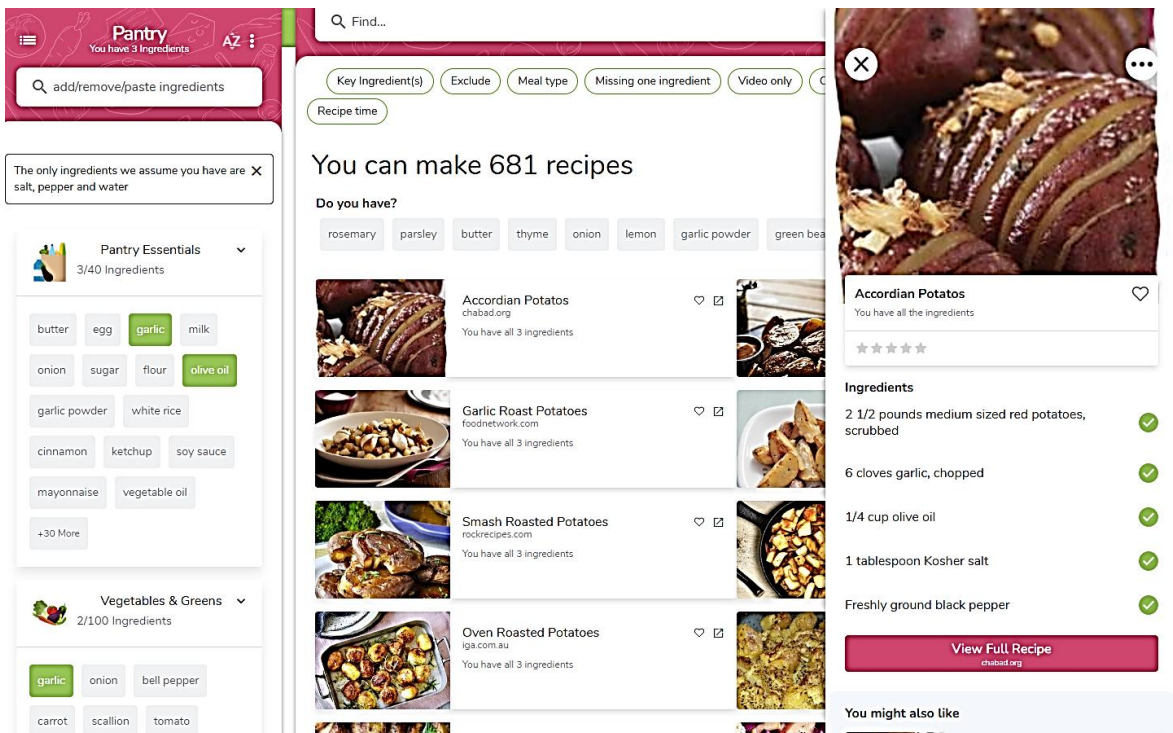 Pantry
You have 3 Ingredients
AZ
add/remove/paste ingredients
The only ingredients we assume you have are
salt, pepper and water
Pantry Essentials
3/40 Ingredients
butter
egg
garlic
milk
onion
sugar
flour
olive oil
garlic powder
white rice
cinnamon
ketchup
soy sauce
mayonnaise
vegetable oil
+30 More
Vegetables & Greens
2/100 Ingredients
garlic
onion
bell pepper
carrot
scallion
tomato
Find...
Key Ingredient(s)
Exclude
Meal type
Missing one ingredient
Video only
Recipe time
You can make 681 recipes
Do you have?
rosemary
parsley
butter
thyme
onion
lemon
garlic powder
green bea
Accordian Potatos
chabad.org
You have all 3 ingredients
Garlic Roast Potatoes
foodnetwork.com
You have all 3 ingredients
Smash Roasted Potatoes
rockrecipes.com
You have all 3 ingredients
Oven Roasted Potatoes
iga.com.au
You have all 3 ingredients
Accordian Potatos
You have all the ingredients
Ingredients
2 1/2 pounds medium sized red potatoes,
scrubbed
6 cloves garlic, chopped
1/4 cup olive oil
1 tablespoon Kosher salt
Freshly ground black pepper
View Full Recipe
chabad.org
You might also like